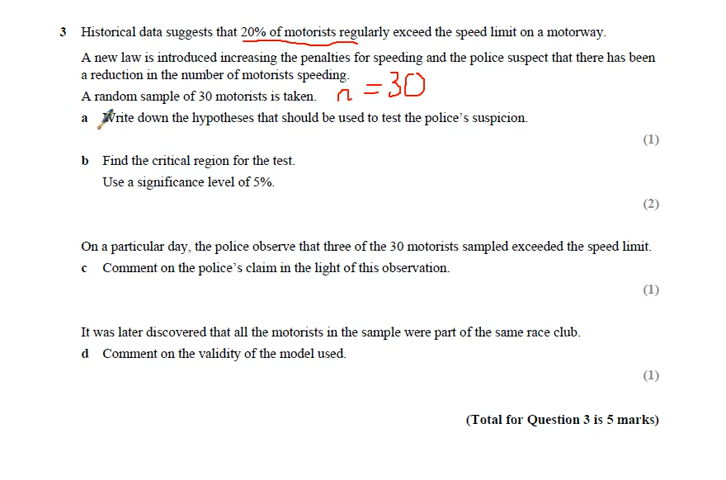 3 Historical data suggests that 20% of motorists regularly exceed the speed limit on a motorway.
A new law is introduced increasing the penalties for speeding and the police suspect that there has been
a reduction in the number of motorists speeding.
A random sample of 30 motorists is taken. n = 30
a Write down the hypotheses that should be used to test the police's suspicion.
(1)
b Find the critical region for the test.
Use a significance level of 5%.
(2)
On a particular day, the police observe that three of the 30 motorists sampled exceeded the speed limit.
c Comment on the police's claim in the light of this observation.
(1)
It was later discovered that all the motorists in the sample were part of the same race club.
d Comment on the validity of the model used.
(1)
(Total for Question 3 is 5 marks)